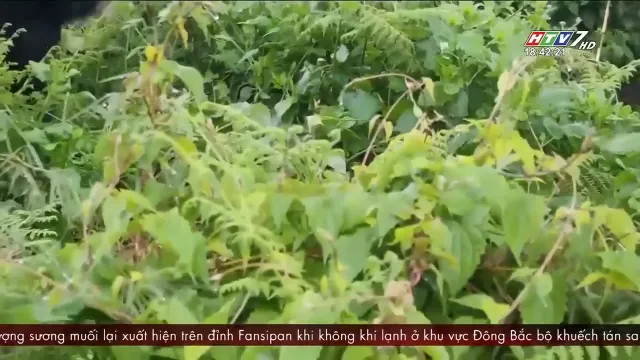 HTV7 HD
18:42:21
ượng sương muối lại xuất hiện trên đỉnh Fansipan khi không khí lạnh ở khu vực Đông Bắc bộ khuếch tán sa